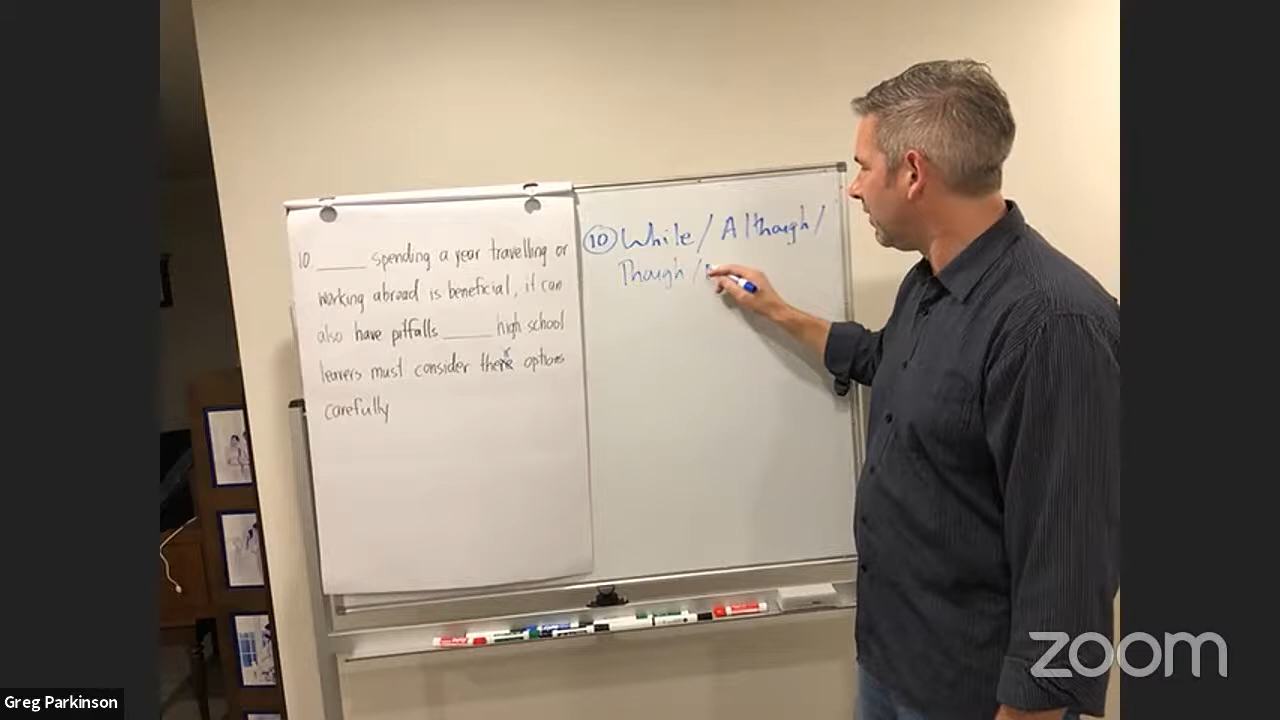 10 _____ spending a year travelling or
working abroad is beneficial, it can
also have pitfalls _____ high school
leavers must consider their options
carefully
10 While / Although /
Though /
zoom
Greg Parkinson